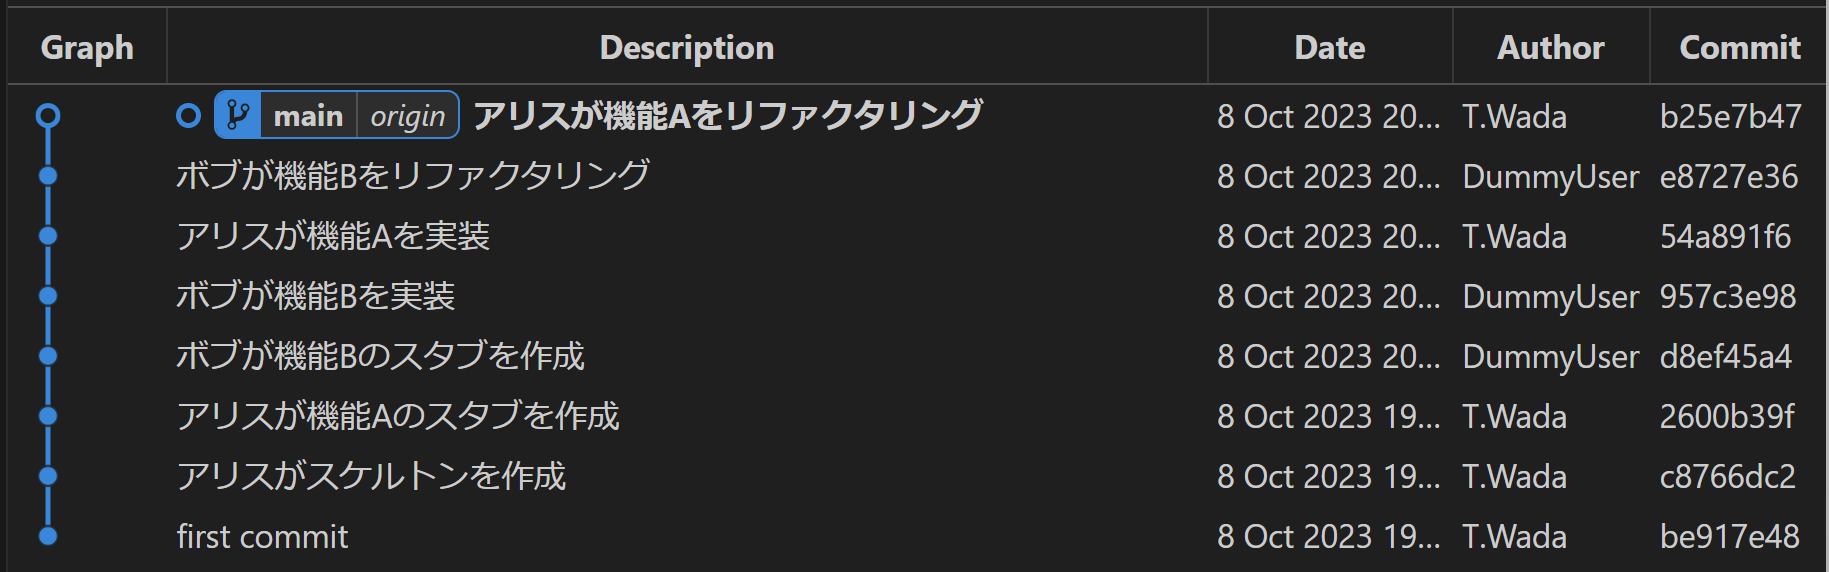 Graph Description Date Author Commit
main origin アリスが機能Aをリファクタリング 8 Oct 2023 20... T.Wada b25e7b47
ボブが機能Bをリファクタリング 8 Oct 2023 20... DummyUser e8727e36
アリスが機能Aを実装 8 Oct 2023 20... T.Wada 54a891f6
ボブが機能Bを実装 8 Oct 2023 20... DummyUser 957c3e98
ボブが機能Bのスタブを作成 8 Oct 2023 20... DummyUser d8ef45a4
アリスが機能Aのスタブを作成 8 Oct 2023 19... T.Wada 2600b39f
アリスがスケルトンを作成 8 Oct 2023 19... T.Wada c8766dc2
first commit 8 Oct 2023 19... T.Wada be917e48